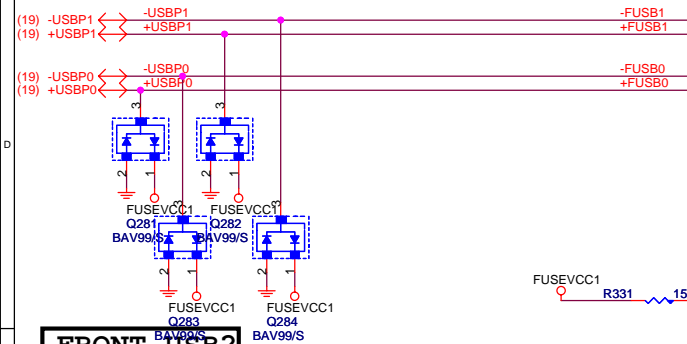 (19) -USBP1 -USBP1 -FUSB1
(19) +USBP1 +USBP1 +FUSB1
(19) -USBP0 -USBP0 -FUSB0
(19) +USBP0 +USBP0 +FUSB0
3 3
D
2 1 2 1
FUSEVCC1 FUSEVCC1
3 3
Q281 Q282
BAV99/S BAV99/S
2 1 2 1
FUSEVCC1
R331 15
FUSEVCC1 FUSEVCC1
Q283 Q284
BAV99/S BAV99/S
FRONT USB2